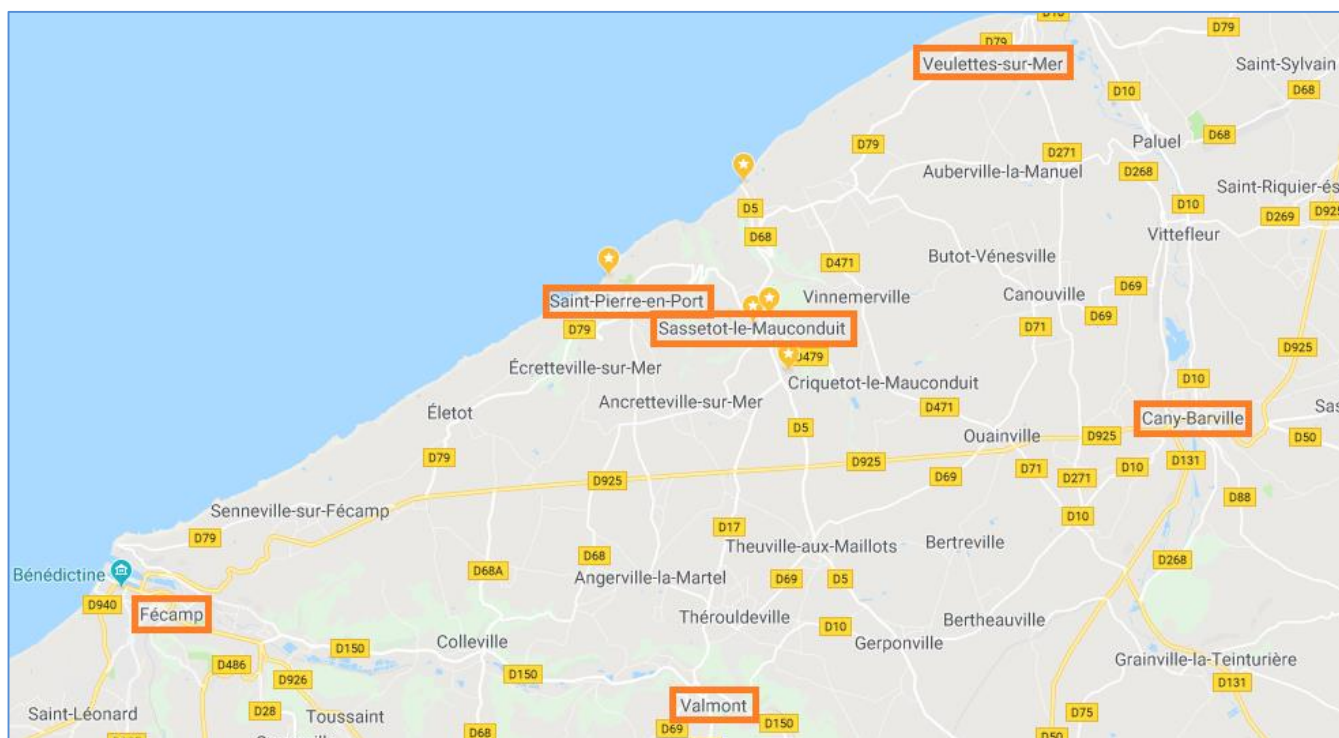 D10
D79
D79
Veulettes-sur-Mer
Saint-Sylvain
D10
D68
D79
D271
D68
Paluel
Auberville-la-Manuel
D268
Saint-Riquier-és
D5
D10
D269
D925
D68
Vittefleur
D471
Butot-Vénesville
D69
Saint-Pierre-en-Port
Vinnemerville
Canouville
D79
Sassetot-le-Mauconduit
D71
D69
D925
Écretteville-sur-Mer
D479
Criquetot-le-Mauconduit
D10
Ancretteville-sur-Mer
Életot
D471
Cany-Barville
Sas
D5
Ouainville
D925
D50
D79
D925
D131
D925
D69
D71
D271
D10
D88
Senneville-sur-Fécamp
D10
D79
D17
Theuville-aux-Maillots
Bertreville
D68
D268
Bénédictine
D68A
Angerville-la-Martel
D69
D5
D940
Fécamp
Thérouldeville
D10
Bertheauville
Colleville
Gerponville
D150
D486
D150
Grainville-la-Teinturière
D926
D131
Saint-Léonard
D28
Toussaint
Valmont
D75
D68
D69
D150
D50